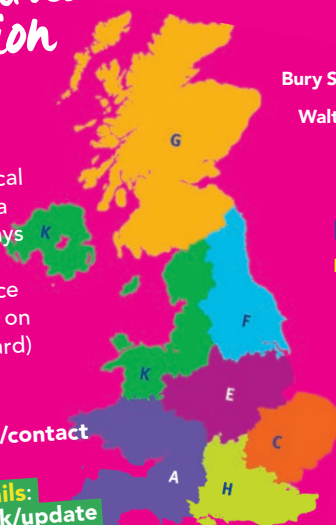 ion
Bury S
Walt
G
cal
a
K
ays
ce
on
ard)
F
K
E
/contact
C
A
H
ils:
k/update